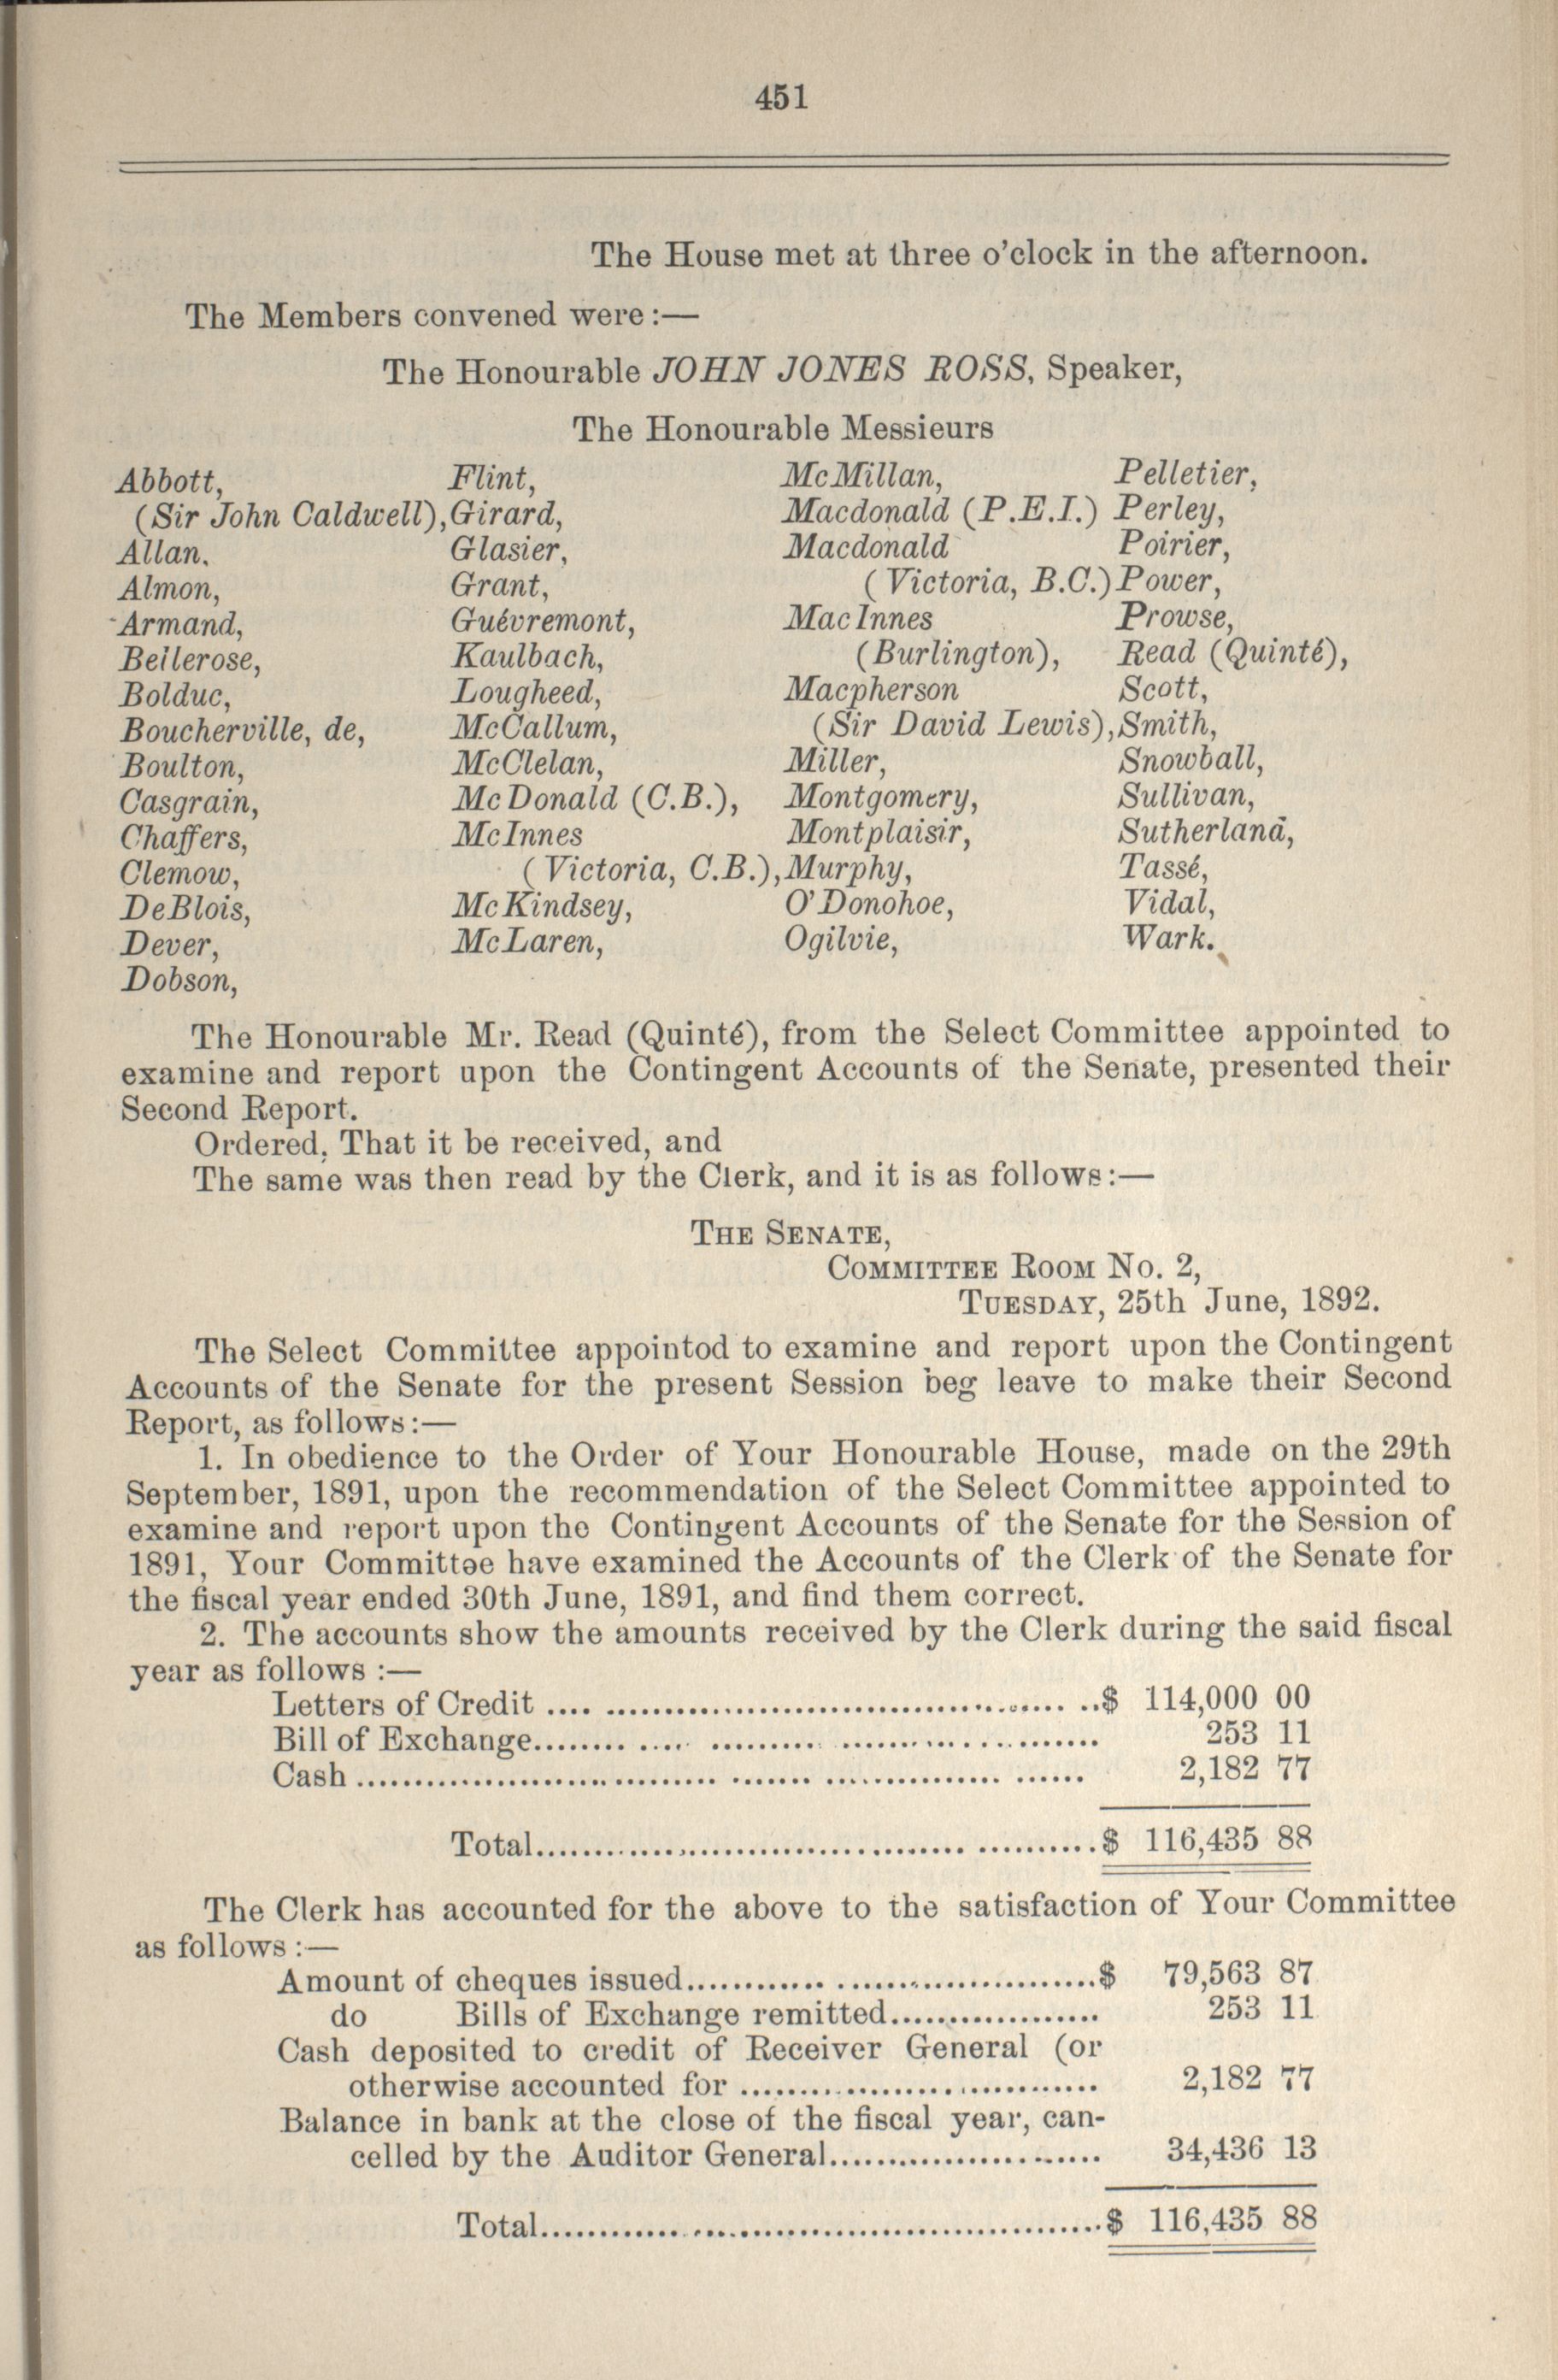 451
The House met at three o'clock in the afternoon.
The Members convened were :—
The Honourable JOHN JONES ROSS, Speaker,
The Honourable Messieurs
Abbott,
(Sir John Caldwell),
Allan.
Almon,
Armand,
Bellerose,
Bolduc,
Boucherville, de,
Boulton,
Casgrain,
Chaffers,
Clemow,
DeBlois,
Dever,
Dobson,
Flint,
Girard,
Glasier,
Grant,
Guévremont,
Kaulbach,
Lougheed,
McCallum,
McClelan,
McDonald (C.B.),
McInnes
(Victoria, C.B.),
McKindsey,
McLaren,
McMillan,
Macdonald (P.E.I.)
Macdonald
(Victoria, B.C.)
MacInnes
(Burlington),
Macpherson
(Sir David Lewis),
Miller,
Montgomery,
Montplaisir,
Murphy,
O'Donohoe,
Ogilvie,
Pelletier,
Perley,
Poirier,
Power,
Prowse,
Read (Quinté),
Scott,
Smith,
Snowball,
Sullivan,
Sutherland,
Tassé,
Vidal,
Wark.
The Honourable Mr. Read (Quinté), from the Select Committee appointed to
examine and report upon the Contingent Accounts of the Senate, presented their
Second Report.
Ordered, That it be received, and
The same was then read by the Clerk, and it is as follows:—
THE SENATE,
COMMITTEE ROOM NO. 2,
TUESDAY, 25th June, 1892.
The Select Committee appointod to examine and report upon the Contingent
Accounts of the Senate for the present Session beg leave to make their Second
Report, as follows:—
1. In obedience to the Order of Your Honourable House, made on the 29th
September, 1891, upon the recommendation of the Select Committee appointed to
examine and report upon the Contingent Accounts of the Senate for the Session of
1891, Your Committee have examined the Accounts of the Clerk of the Senate for
the fiscal year ended 30th June, 1891, and find them correct.
2. The accounts show the amounts received by the Clerk during the said fiscal
year as follows :—
Letters of Credit ........ $ 114,000 00
Bill of Exchange........ 253 11
Cash ........ 2,182 77
Total........ $ 116,435 88
The Clerk has accounted for the above to the satisfaction of Your Committee
as follows :—
Amount of cheques issued........ $ 79,563 87
do Bills of Exchange remitted........ 253 11
Cash deposited to credit of Receiver General (or
otherwise accounted for ........ 2,182 77
Balance in bank at the close of the fiscal year, can-
celled by the Auditor General........ 34,436 13
Total........ $ 116,435 88